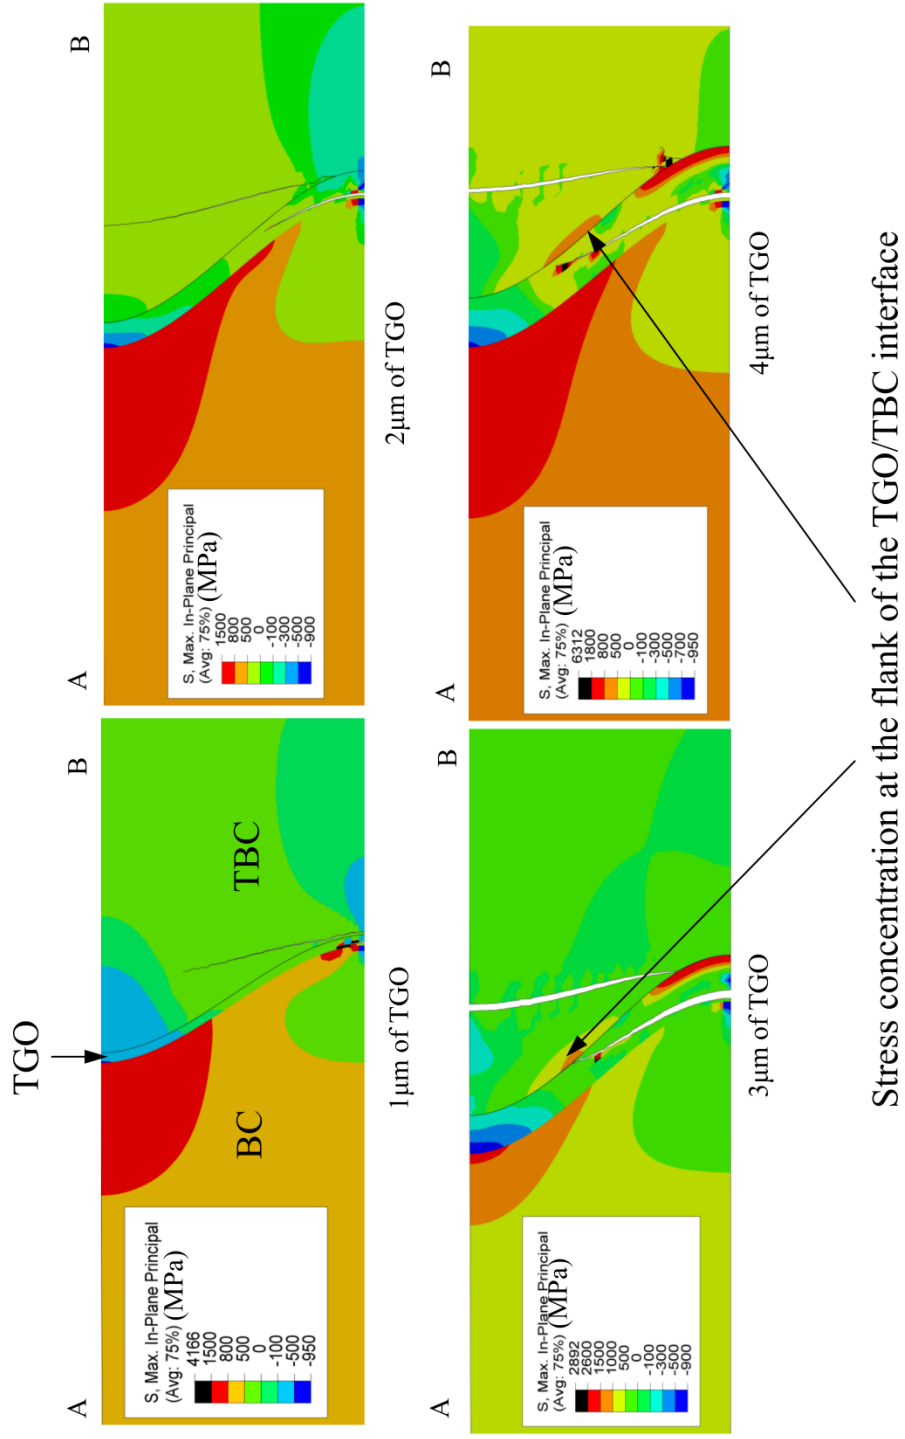 TGO
A
B
BC
TBC
S, Max. In-Plane Principal
(Avg: 75%) (MPa)
4166
1500
800
500
0
-100
-500
-950
1μm of TGO
A
B
S, Max. In-Plane Principal
(Avg: 75%) (MPa)
1500
800
500
0
-100
-300
-500
-900
2μm of TGO
A
B
S, Max. In-Plane Principal
(Avg: 75%) (MPa)
2892
2600
1500
1000
500
0
-100
-300
-500
-900
3μm of TGO
A
B
S, Max. In-Plane Principal
(Avg: 75%) (MPa)
6312
1800
800
500
0
-100
-300
-500
-700
-950
4μm of TGO
Stress concentration at the flank of the TGO/TBC interface